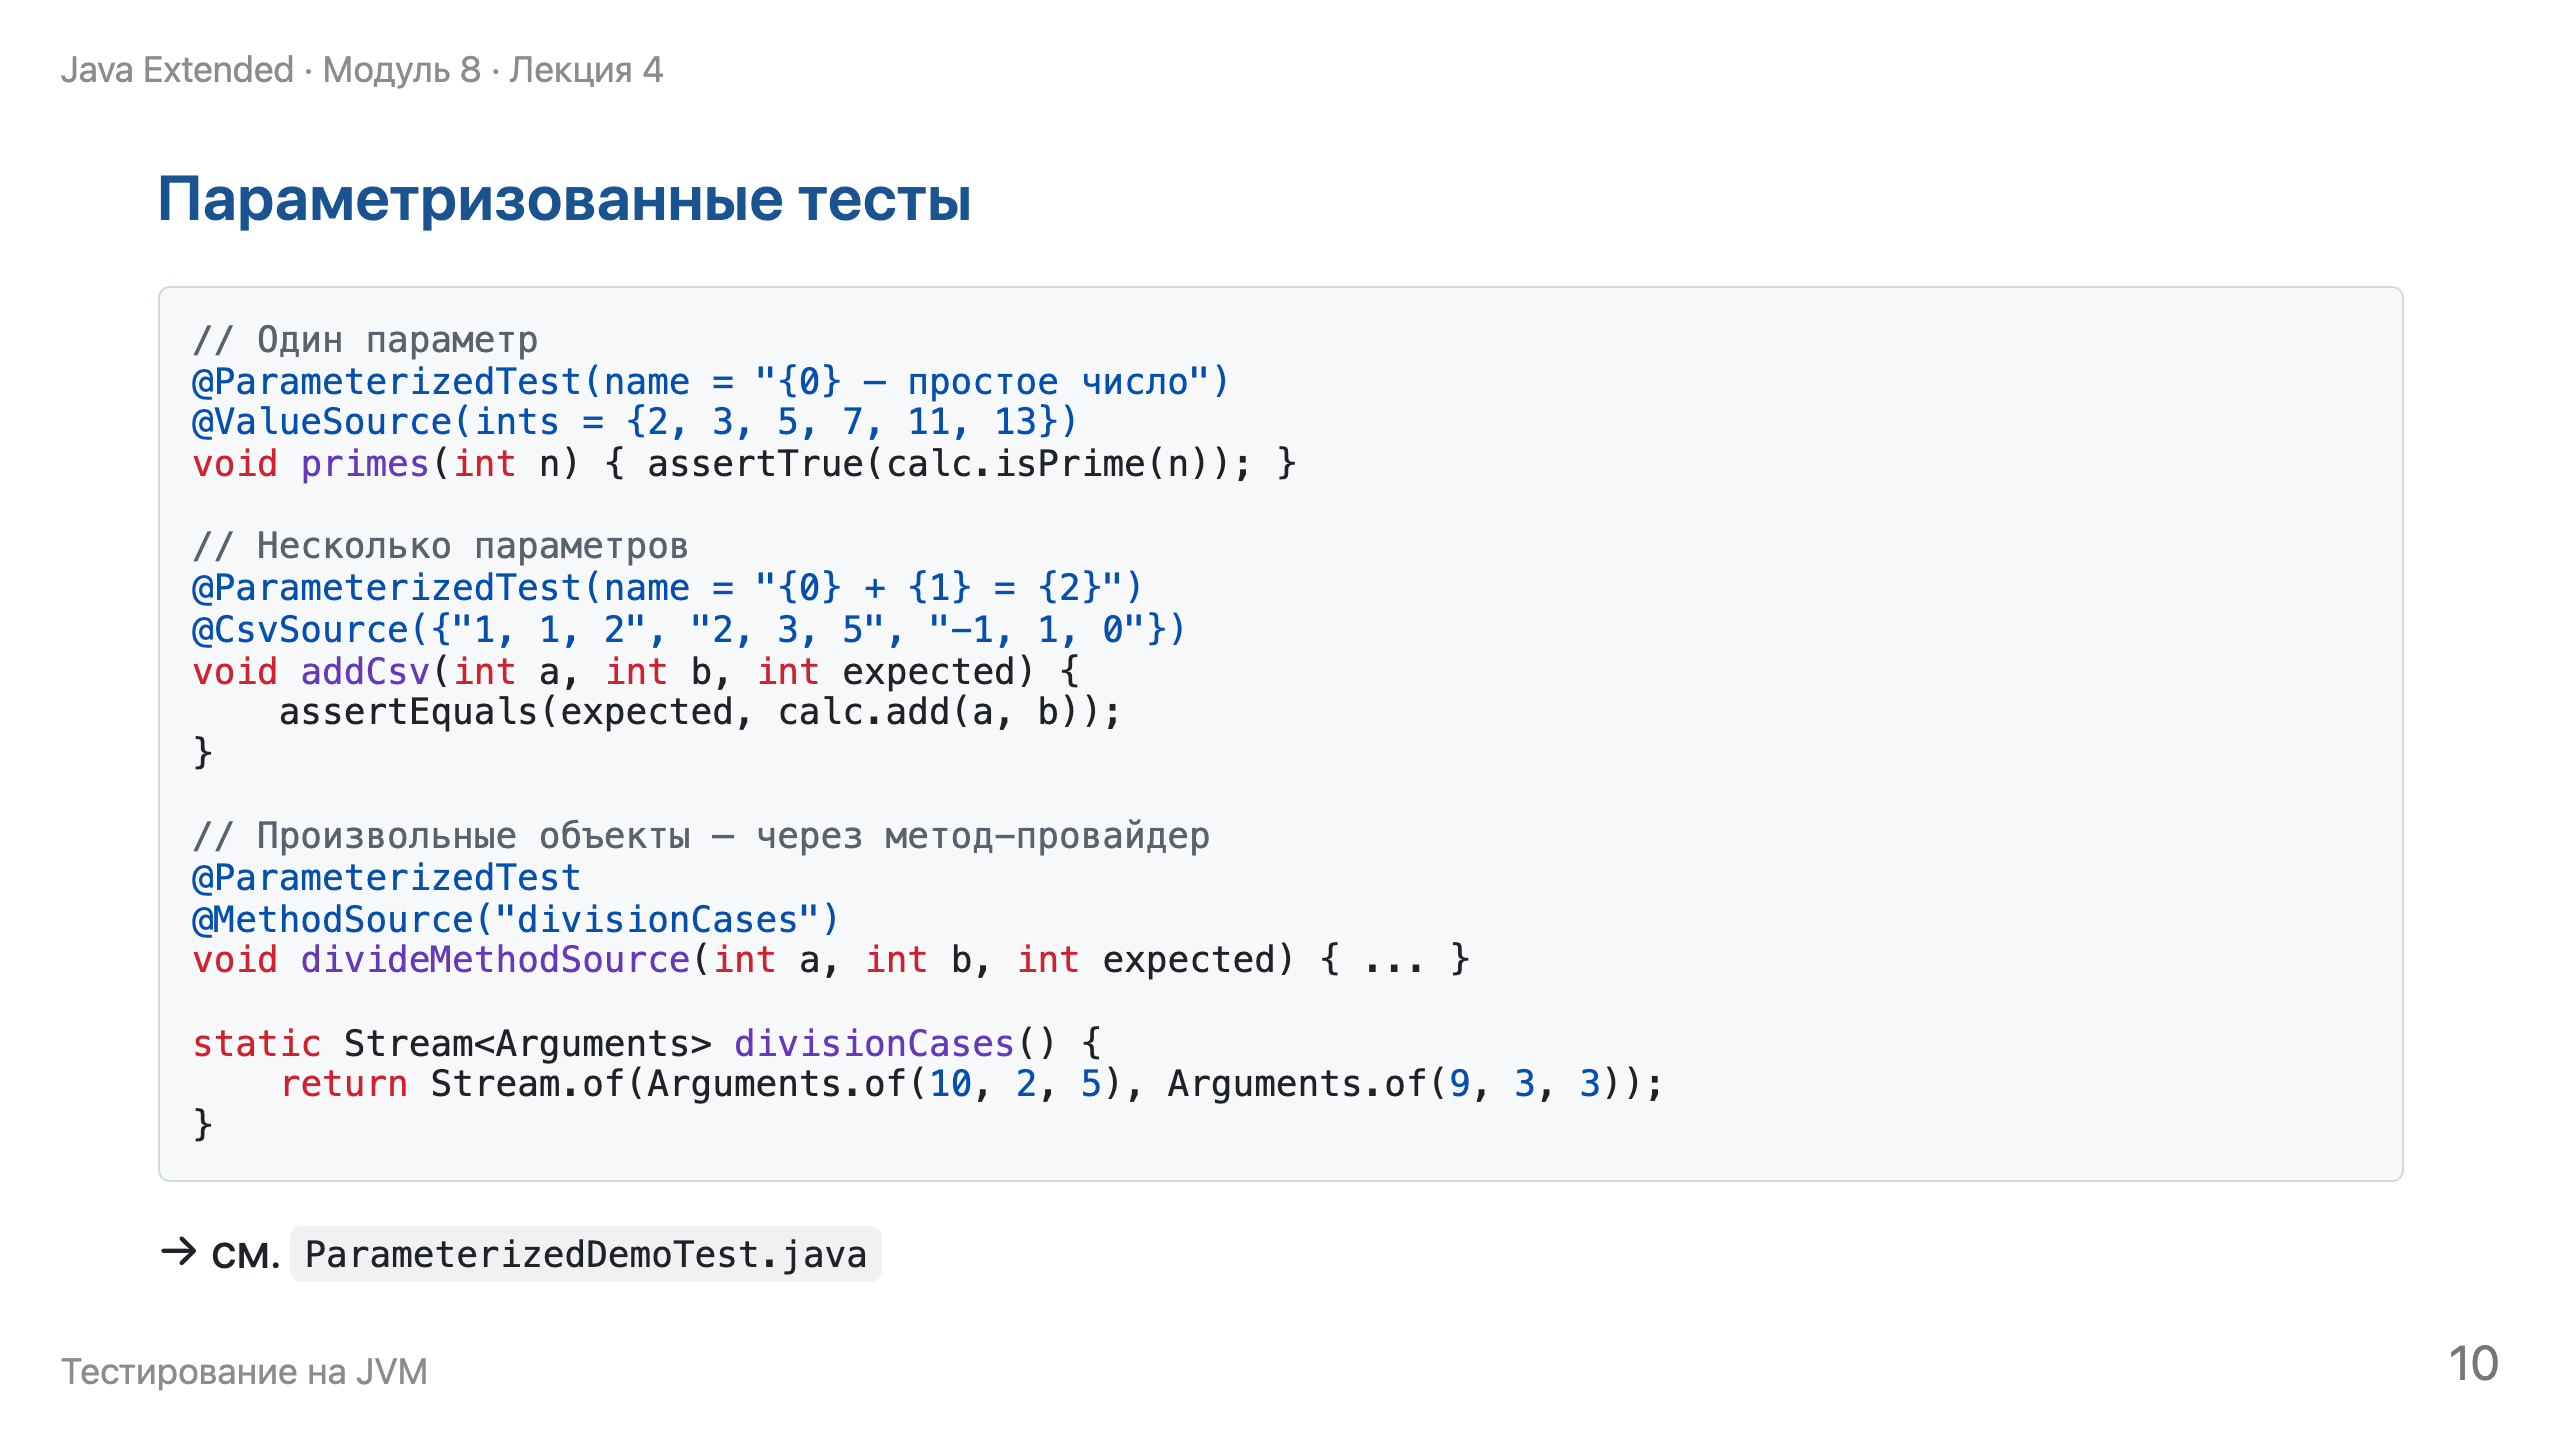 Java Extended · Модуль 8 · Лекция 4
Параметризованные тесты
// Один параметр
@ParameterizedTest(name = "{0} — простое число")
@ValueSource(ints = {2, 3, 5, 7, 11, 13})
void primes(int n) { assertTrue(calc.isPrime(n)); }
// Несколько параметров
@ParameterizedTest(name = "{0} + {1} = {2}")
@CsvSource({"1, 1, 2", "2, 3, 5", "-1, 1, 0"})
void addCsv(int a, int b, int expected) {
    assertEquals(expected, calc.add(a, b));
}
// Произвольные объекты — через метод-провайдер
@ParameterizedTest
@MethodSource("divisionCases")
void divideMethodSource(int a, int b, int expected) { ... }
static Stream<Arguments> divisionCases() {
    return Stream.of(Arguments.of(10, 2, 5), Arguments.of(9, 3, 3));
}
→ см. ParameterizedDemoTest.java
Тестирование на JVM
10